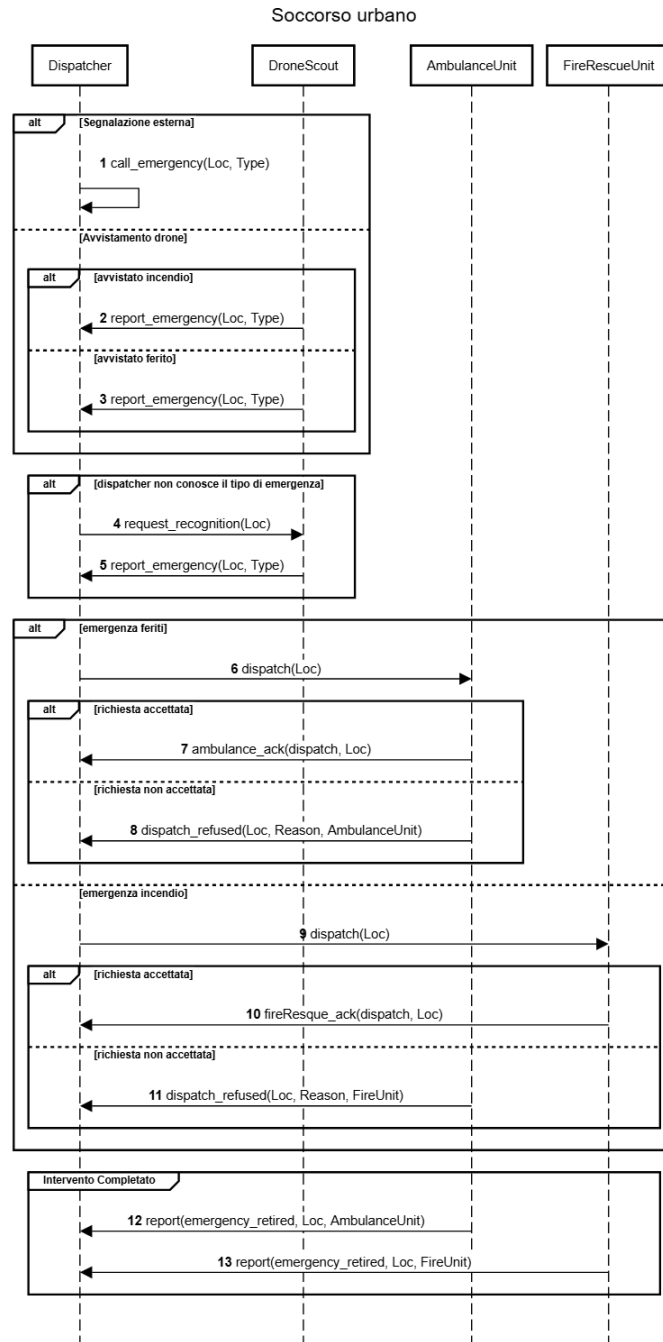 Soccorso urbano
Dispatcher
DroneScout
AmbulanceUnit
FireRescueUnit
alt [Segnalazione esterna]
1 call_emergency(Loc, Type)
[Avvistamento drone]
alt [avvistato incendio]
2 report_emergency(Loc, Type)
[avvistato ferito]
3 report_emergency(Loc, Type)
alt [dispatcher non conosce il tipo di emergenza]
4 request_recognition(Loc)
5 report_emergency(Loc, Type)
alt [emergenza feriti]
6 dispatch(Loc)
alt [richiesta accettata]
7 ambulance_ack(dispatch, Loc)
[richiesta non accettata]
8 dispatch_refused(Loc, Reason, AmbulanceUnit)
[emergenza incendio]
9 dispatch(Loc)
alt [richiesta accettata]
10 fireResque_ack(dispatch, Loc)
[richiesta non accettata]
11 dispatch_refused(Loc, Reason, FireUnit)
Intervento Completato
12 report(emergency_retired, Loc, AmbulanceUnit)
13 report(emergency_retired, Loc, FireUnit)